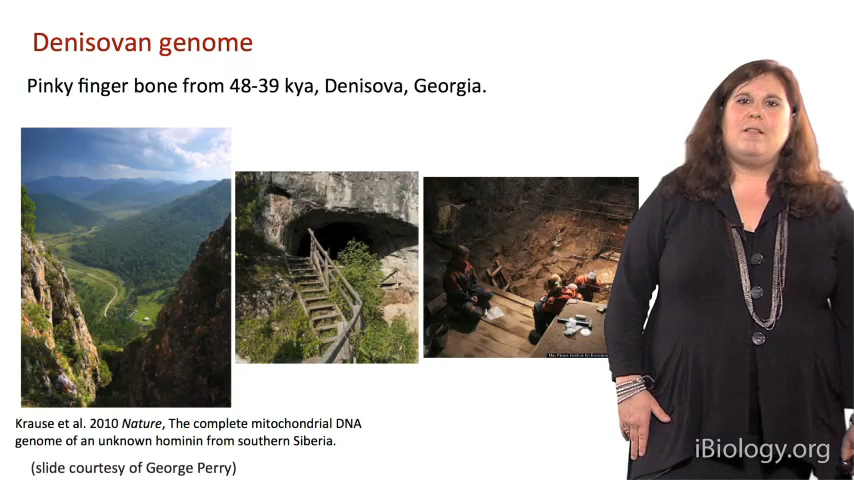 Denisovan genome
Pinky finger bone from 48-39 kya, Denisova, Georgia.
Krause et al. 2010 Nature, The complete mitochondrial DNA
genome of an unknown hominin from southern Siberia.
(slide courtesy of George Perry)
iBiology.org